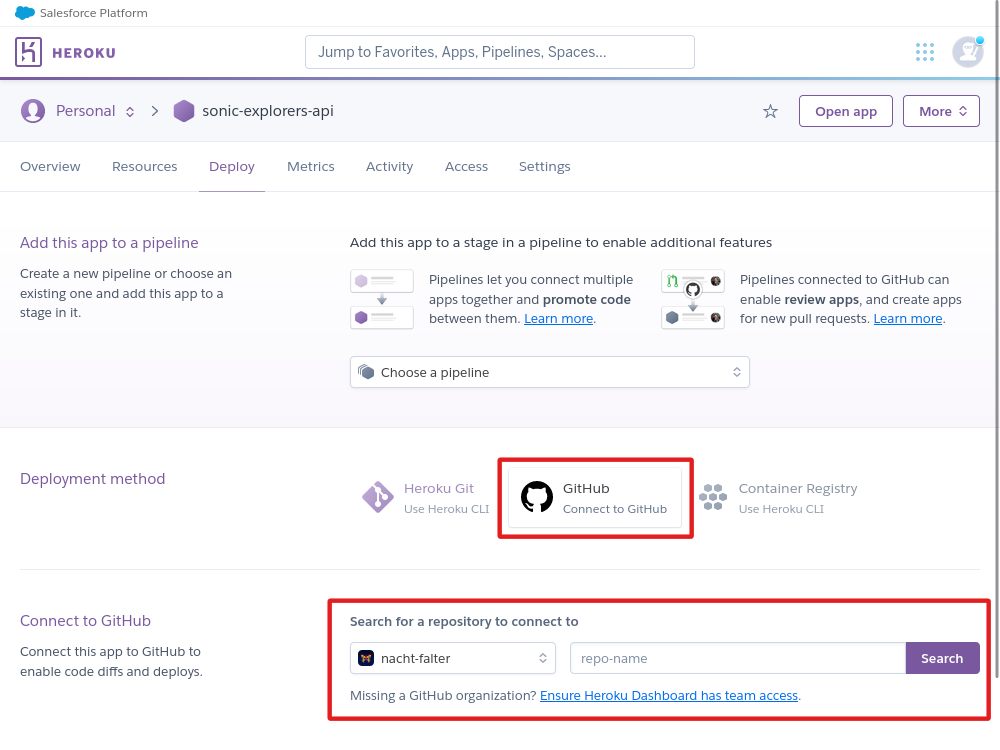 Salesforce Platform
HEROKU
Jump to Favorites, Apps, Pipelines, Spaces...
Personal
sonic-explorers-api
Open app
More
Overview
Resources
Deploy
Metrics
Activity
Access
Settings
Add this app to a pipeline
Create a new pipeline or choose an
existing one and add this app to a
stage in it.
Add this app to a stage in a pipeline to enable additional features
Pipelines let you connect multiple
apps together and promote code
between them. Learn more.
Pipelines connected to GitHub can
enable review apps, and create apps
for new pull requests. Learn more.
Choose a pipeline
Deployment method
Heroku Git
Use Heroku CLI
GitHub
Connect to GitHub
Container Registry
Use Heroku CLI
Connect to GitHub
Connect this app to GitHub to
enable code diffs and deploys.
Search for a repository to connect to
nacht-falter
repo-name
Search
Missing a GitHub organization? Ensure Heroku Dashboard has team access.